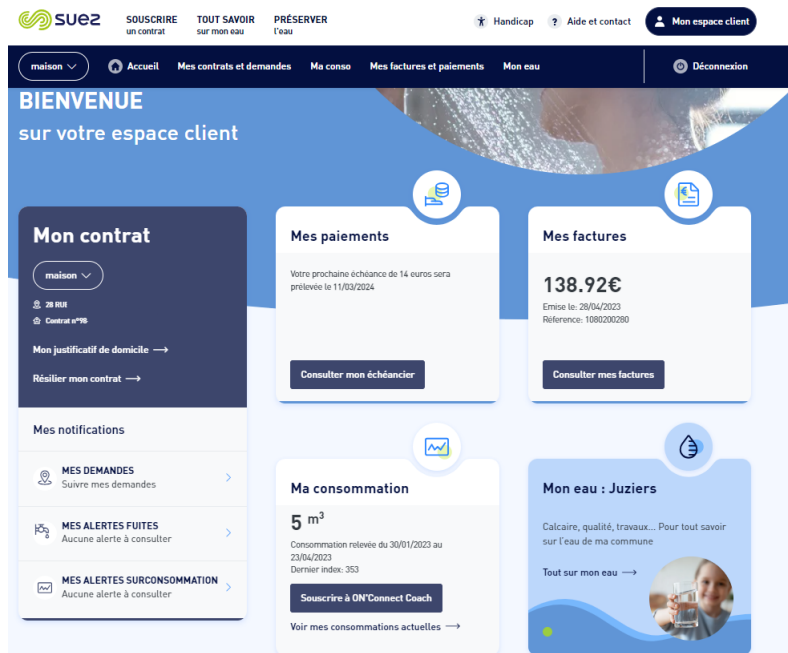 suez
SOUSCRIRE
un contrat
TOUT SAVOIR
sur mon eau
PRÉSERVER
l'eau
Handicap
? Aide et contact
Mon espace client
maison
Accueil
Mes contrats et demandes
Ma conso
Mes factures et paiements
Mon eau
Déconnexion
BIENVENUE
sur votre espace client
Mon contrat
maison
28 RUE
Contrat n°98
Mon justificatif de domicile →
Résilier mon contrat →
Mes notifications
MES DEMANDES
Suivre mes demandes
MES ALERTES FUITES
Aucune alerte à consulter
MES ALERTES SURCONSOMMATION
Aucune alerte à consulter
Mes paiements
Votre prochaine échéance de 14 euros sera
prélevée le 11/03/2024
Consulter mon échéancier
Mes factures
138.92€
Emise le: 28/04/2023
Réference: 1080200280
Consulter mes factures
Ma consommation
5 m³
Consommation relevée du 30/01/2023 au
23/04/2023
Dernier index: 353
Souscrire à ON'Connect Coach
Voir mes consommations actuelles →
Mon eau : Juziers
Calcaire, qualité, travaux... Pour tout savoir
sur l'eau de ma commune
Tout sur mon eau →